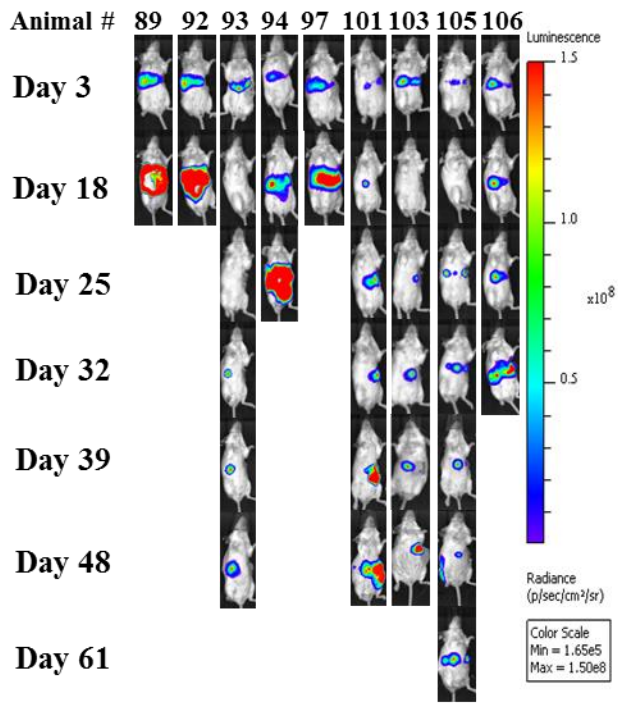 Animal # 89 92 93 94 97 101 103 105 106
Luminescence
1.5
Day 3
Day 18
1.0
Day 25
x10⁸
Day 32
0.5
Day 39
Day 48
Radiance
(p/sec/cm²/sr)
Color Scale
Min = 1.65e5
Max = 1.50e8
Day 61